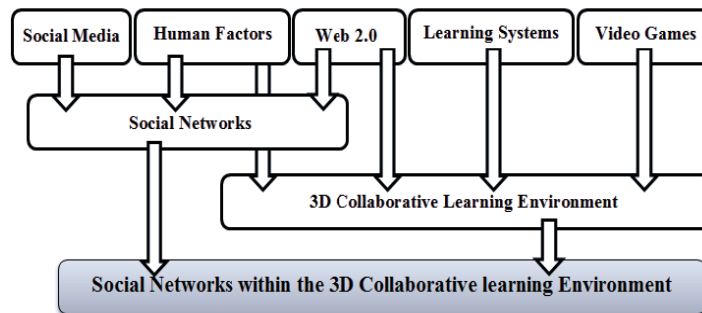 Social Media
Human Factors
Web 2.0
Learning Systems
Video Games
Social Networks
3D Collaborative Learning Environment
Social Networks within the 3D Collaborative learning Environment